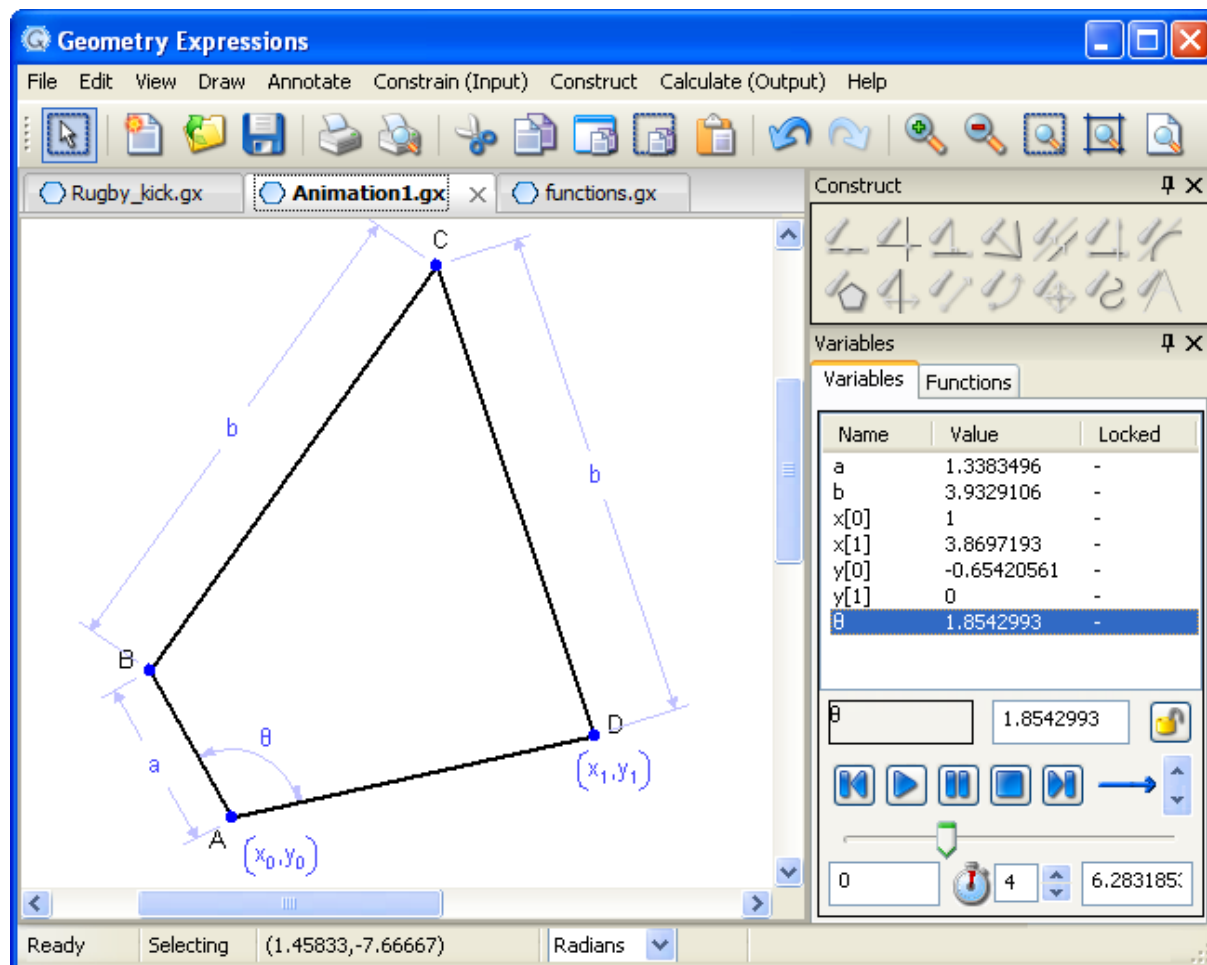 Geometry Expressions
File Edit View Draw Annotate Constrain (Input) Construct Calculate (Output) Help
Rugby_kick.gx Animation1.gx functions.gx
Construct
C
b
b
B
a
θ
D
(x₁,y₁)
A
(x₀,y₀)
Variables
Variables Functions
Name Value Locked
a 1.3383496 -
b 3.9329106 -
x[0] 1 -
x[1] 3.8697193 -
y[0] -0.65420561 -
y[1] 0 -
θ 1.8542993 -
θ 1.8542993
0 4 6.283185
Ready Selecting (1.45833,-7.66667) Radians